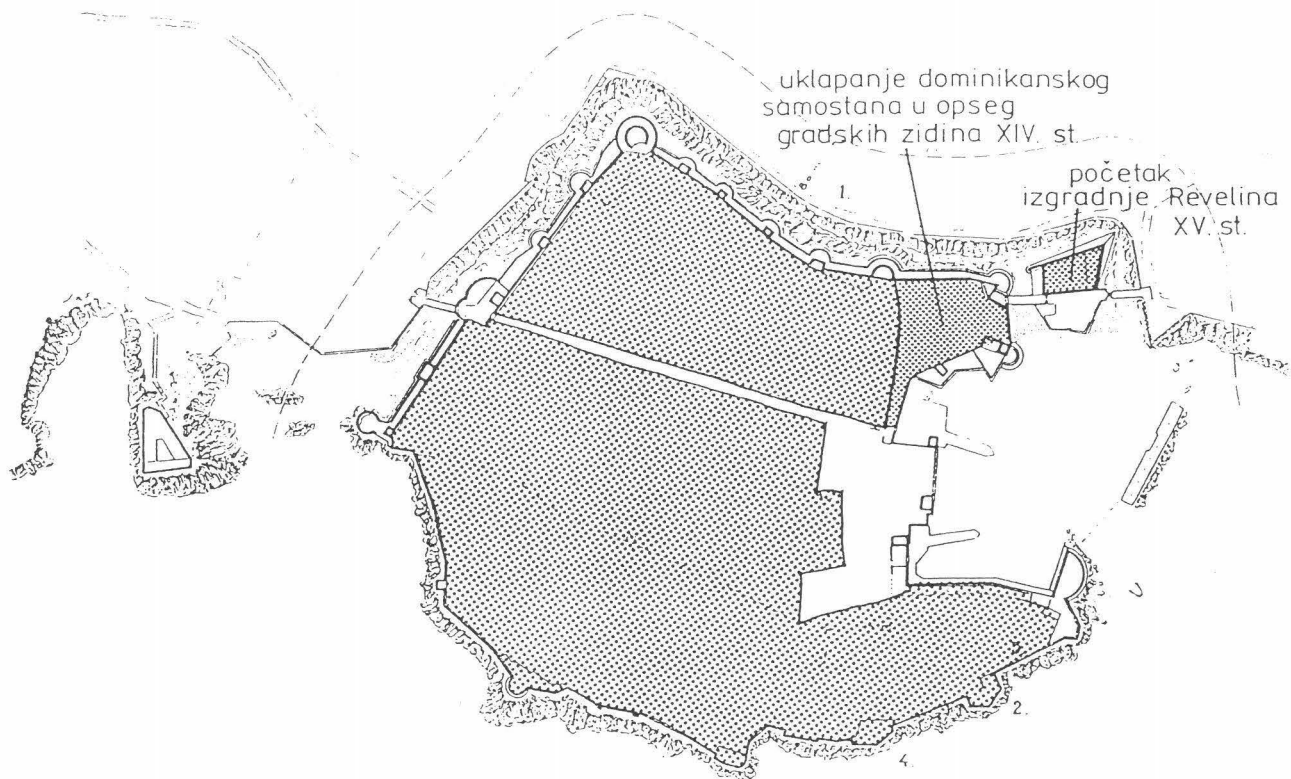 uklapanje dominikanskog
samostana u opseg
gradskih zidina XIV. st.
početak
izgradnje Revelina
XV. st.
1.
2.
4.